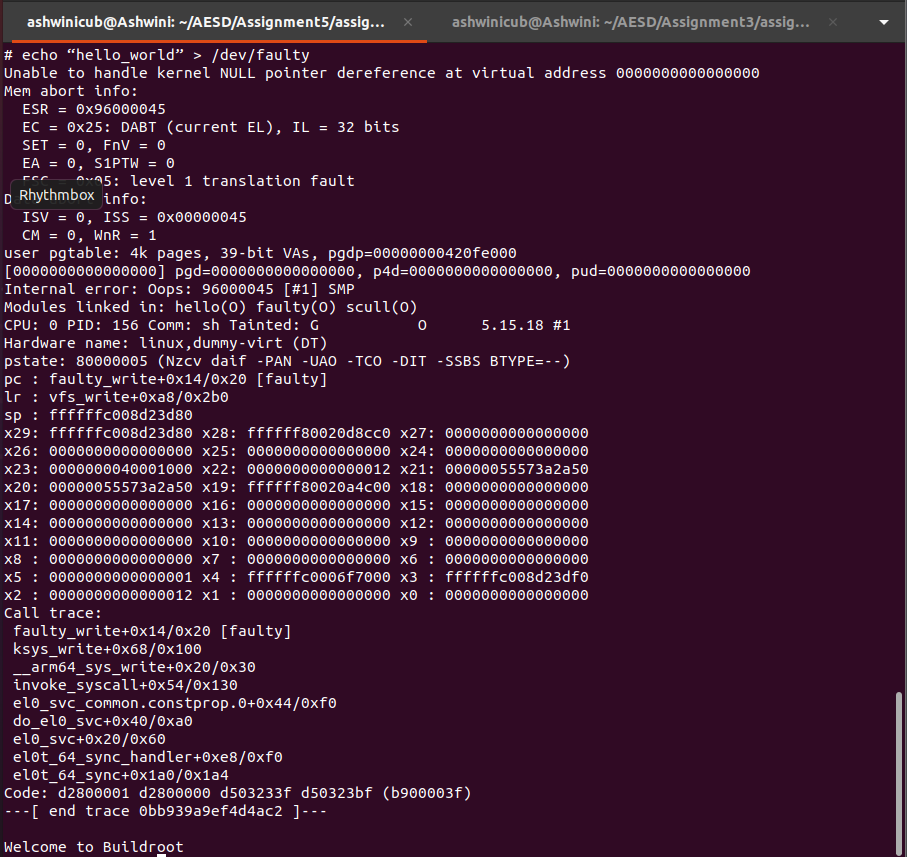 ashwinicub@Ashwini: ~/AESD/Assignment5/assig... × ashwinicub@Ashwini: ~/AESD/Assignment3/assig... ×
# echo “hello_world” > /dev/faulty
Unable to handle kernel NULL pointer dereference at virtual address 0000000000000000
Mem abort info:
  ESR = 0x96000045
  EC = 0x25: DABT (current EL), IL = 32 bits
  SET = 0, FnV = 0
  EA = 0, S1PTW = 0
  FSC = 0x05: level 1 translation fault
Rhythmbox
info:
  ISV = 0, ISS = 0x00000045
  CM = 0, WnR = 1
user pgtable: 4k pages, 39-bit VAs, pgdp=00000000420fe000
[0000000000000000] pgd=0000000000000000, p4d=0000000000000000, pud=0000000000000000
Internal error: Oops: 96000045 [#1] SMP
Modules linked in: hello(O) faulty(O) scull(O)
CPU: 0 PID: 156 Comm: sh Tainted: G           O      5.15.18 #1
Hardware name: linux,dummy-virt (DT)
pstate: 80000005 (Nzcv daif -PAN -UAO -TCO -DIT -SSBS BTYPE=--)
pc : faulty_write+0x14/0x20 [faulty]
lr : vfs_write+0xa8/0x2b0
sp : ffffffc008d23d80
x29: ffffffc008d23d80 x28: ffffff80020d8cc0 x27: 0000000000000000
x26: 0000000000000000 x25: 0000000000000000 x24: 0000000000000000
x23: 0000000040001000 x22: 0000000000000012 x21: 00000055573a2a50
x20: 00000055573a2a50 x19: ffffff80020a4c00 x18: 0000000000000000
x17: 0000000000000000 x16: 0000000000000000 x15: 0000000000000000
x14: 0000000000000000 x13: 0000000000000000 x12: 0000000000000000
x11: 0000000000000000 x10: 0000000000000000 x9 : 0000000000000000
x8 : 0000000000000000 x7 : 0000000000000000 x6 : 0000000000000000
x5 : 0000000000000001 x4 : ffffffc0006f7000 x3 : ffffffc008d23df0
x2 : 0000000000000012 x1 : 0000000000000000 x0 : 0000000000000000
Call trace:
 faulty_write+0x14/0x20 [faulty]
 ksys_write+0x68/0x100
 __arm64_sys_write+0x20/0x30
 invoke_syscall+0x54/0x130
 el0_svc_common.constprop.0+0x44/0xf0
 do_el0_svc+0x40/0xa0
 el0_svc+0x20/0x60
 el0t_64_sync_handler+0xe8/0xf0
 el0t_64_sync+0x1a0/0x1a4
Code: d2800001 d2800000 d503233f d50323bf (b900003f)
---[ end trace 0bb939a9ef4d4ac2 ]---
Welcome to Buildroot